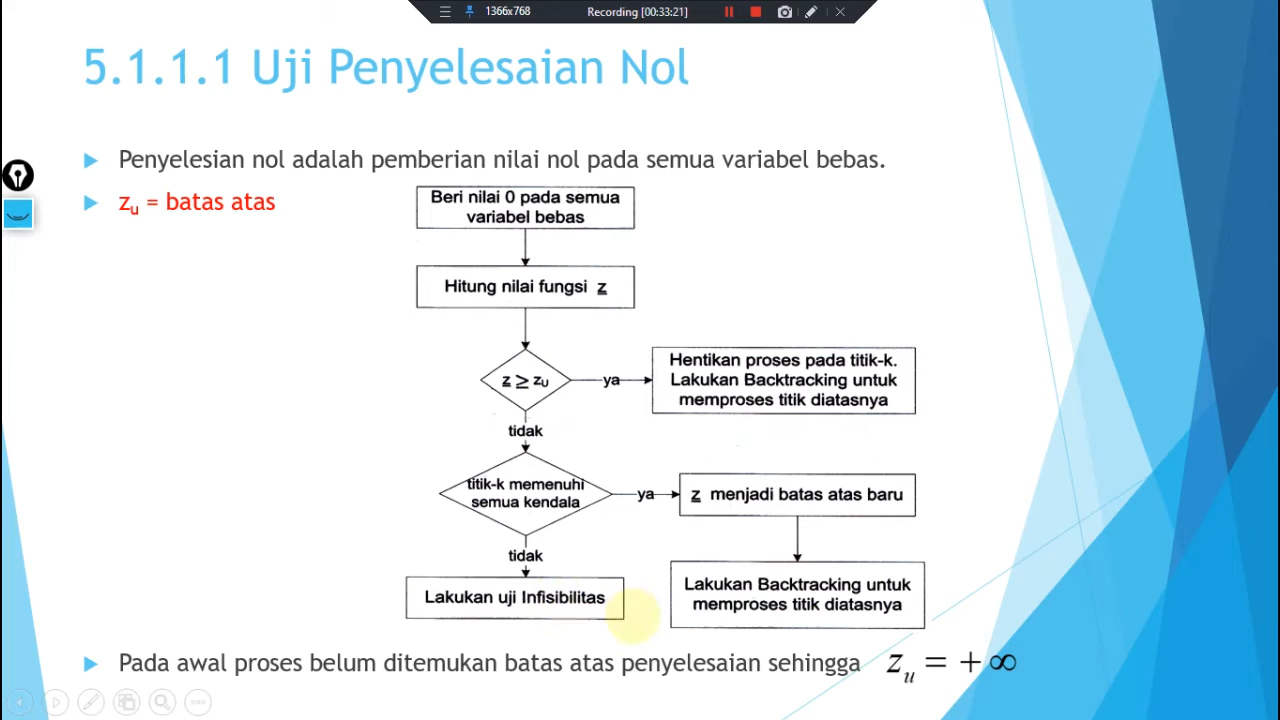 1366x768
Recording [00:33:21]
5.1.1.1 Uji Penyelesaian Nol
Penyelesian nol adalah pemberian nilai nol pada semua variabel bebas.
zu = batas atas
Beri nilai 0 pada semua
variabel bebas
Hitung nilai fungsi z
z ≥ zU
ya
Hentikan proses pada titik-k.
Lakukan Backtracking untuk
memproses titik diatasnya
tidak
titik-k memenuhi
semua kendala
ya
z menjadi batas atas baru
tidak
Lakukan uji Infisibilitas
Lakukan Backtracking untuk
memproses titik diatasnya
Pada awal proses belum ditemukan batas atas penyelesaian sehingga zu = +∞